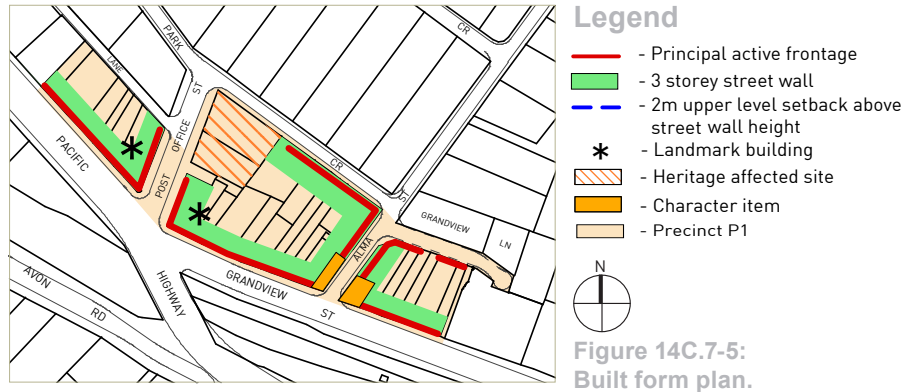 PARK
CR
LANE
ST
OFFICE
POST
PACIFIC
HIGHWAY
AVON
RD
CR
ST
ALMA
GRANDVIEW
LN
GRANDVIEW
ST
Legend
- Principal active frontage
- 3 storey street wall
- 2m upper level setback above
street wall height
- Landmark building
- Heritage affected site
- Character item
- Precinct P1
N
Figure 14C.7-5:
Built form plan.